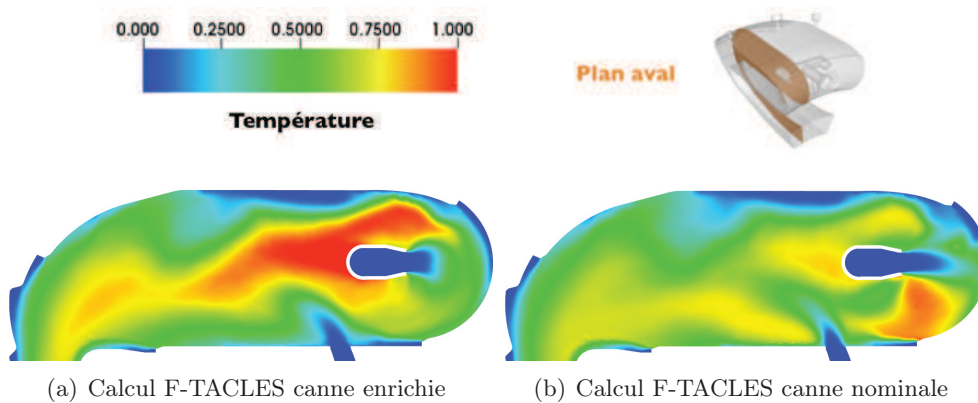 0.000 0.2500 0.5000 0.7500 1.000
Température
Plan aval
(a) Calcul F-TACLES canne enrichie
(b) Calcul F-TACLES canne nominale